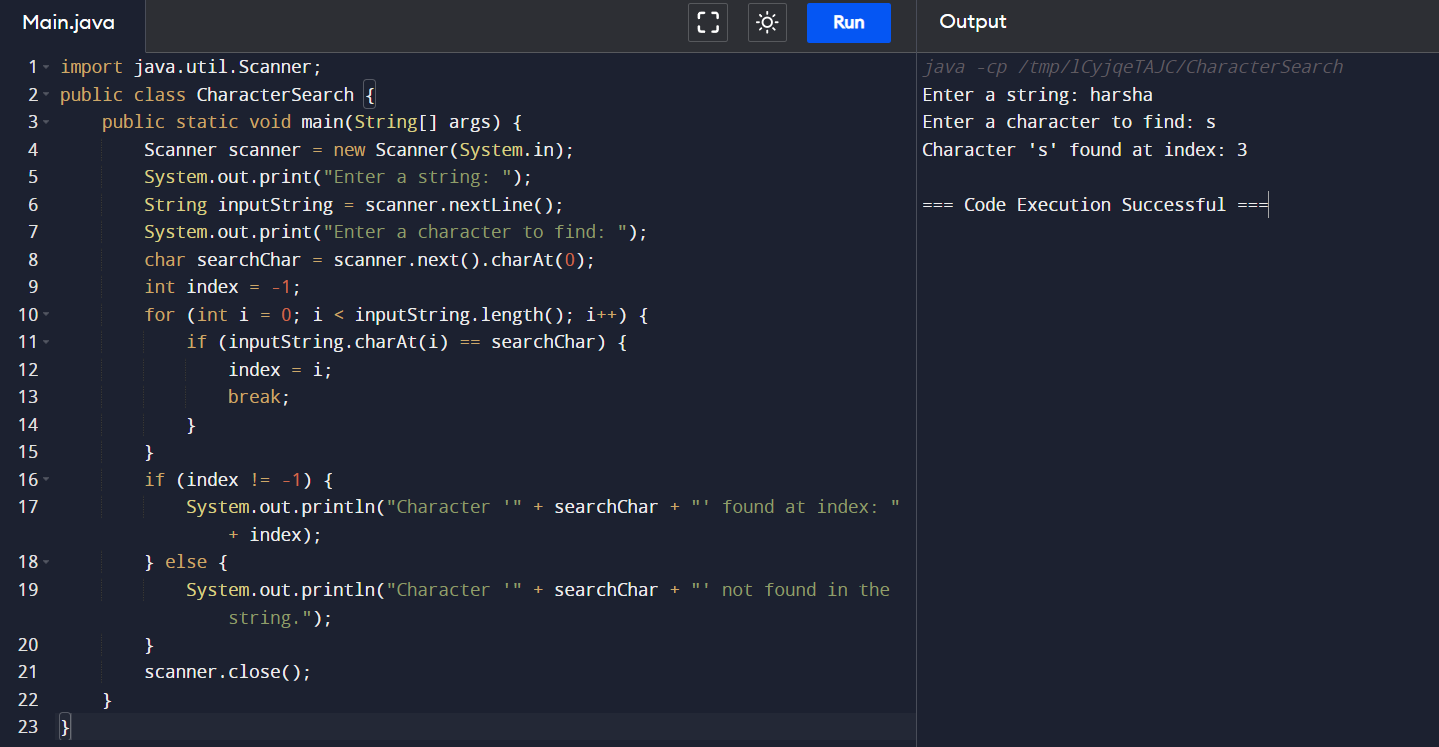 Main.java
Run
Output
1 import java.util.Scanner;
2 public class CharacterSearch {
3     public static void main(String[] args) {
4         Scanner scanner = new Scanner(System.in);
5         System.out.print("Enter a string: ");
6         String inputString = scanner.nextLine();
7         System.out.print("Enter a character to find: ");
8         char searchChar = scanner.next().charAt(0);
9         int index = -1;
10         for (int i = 0; i < inputString.length(); i++) {
11             if (inputString.charAt(i) == searchChar) {
12                 index = i;
13                 break;
14             }
15         }
16         if (index != -1) {
17             System.out.println("Character '" + searchChar + "' found at index: "
                + index);
18         } else {
19             System.out.println("Character '" + searchChar + "' not found in the
                string.");
20         }
21         scanner.close();
22     }
23 }
java -cp /tmp/lCyjqeTAJC/CharacterSearch
Enter a string: harsha
Enter a character to find: s
Character 's' found at index: 3
=== Code Execution Successful ===